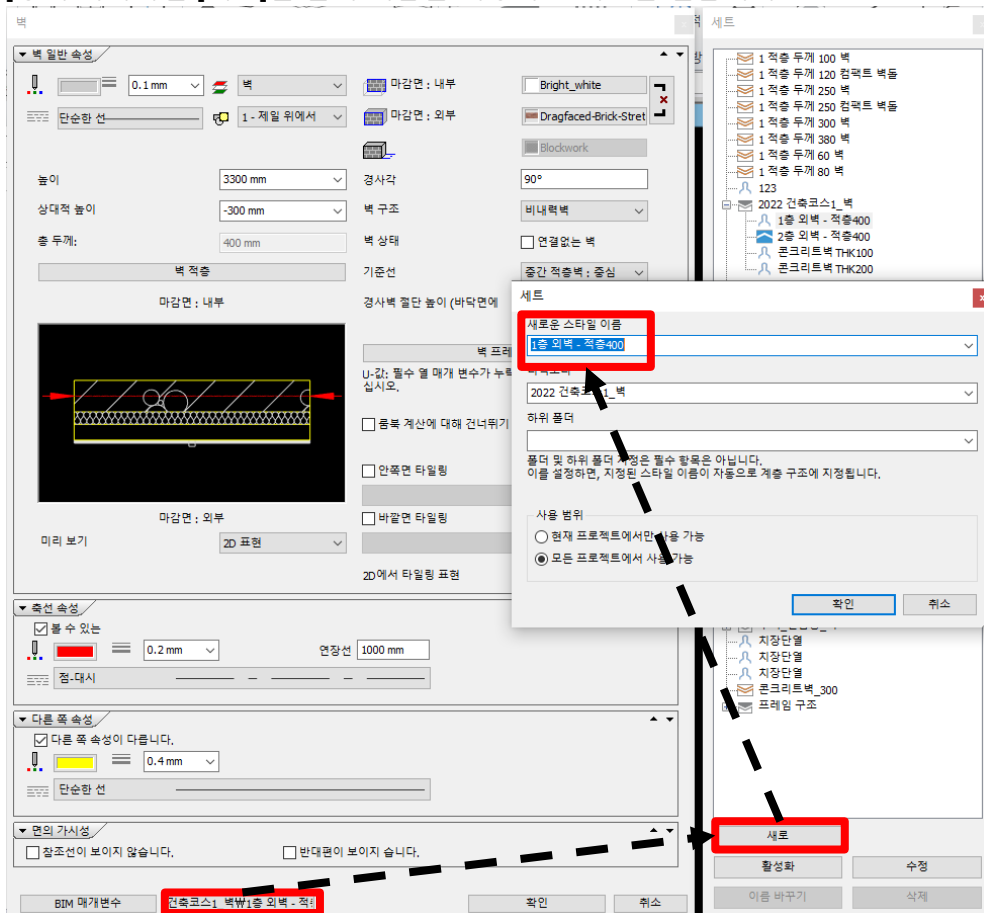 벽
▼ 벽 일반 속성
0.1 mm
벽
마감면 : 내부
Bright_white
단순한 선
1 - 제일 위에서
마감면 : 외부
Dragfaced-Brick-Stret
Blockwork
높이
3300 mm
경사각
90°
상대적 높이
-300 mm
벽 구조
비내력벽
총 두께:
400 mm
벽 상태
연결없는 벽
벽 적층
기준선
중간 적층벽 : 중심
마감면 : 내부
경사벽 절단 높이 (바닥면에
벽 프레
U-값: 필수 열 매개 변수가 누락
십시오.
룸북 계산에 대해 건너뛰기
안쪽면 타일링
마감면 : 외부
바깥면 타일링
미리 보기
2D 표현
2D에서 타일링 표현
▼ 축선 속성
볼 수 있는
0.2 mm
연장선
1000 mm
점-대시
▼ 다른 쪽 속성
다른 쪽 속성이 다릅니다.
0.4 mm
단순한 선
▼ 면의 가시성
참조선이 보이지 않습니다.
반대편이 보이지 습니다.
BIM 매개변수
건축코스1_벽₩1층 외벽 - 적
확인
취소
세트
1 적층 두께 100 벽
1 적층 두께 120 컴팩트 벽돌
1 적층 두께 250 벽
1 적층 두께 250 컴팩트 벽돌
1 적층 두께 300 벽
1 적층 두께 380 벽
1 적층 두께 60 벽
1 적층 두께 80 벽
123
2022 건축코스1_벽
1층 외벽 - 적층400
2층 외벽 - 적층400
콘크리트벽 THK100
콘크리트벽 THK200
세트
새로운 스타일 이름
1층 외벽 - 적층400
2022 건축코스1_벽
하위 폴더
폴더 및 하위 폴더 지정은 필수 항목은 아닙니다.
이를 설정하면, 지정된 스타일 이름이 자동으로 계층 구조에 지정됩니다.
사용 범위
현재 프로젝트에서만 사용 가능
모든 프로젝트에서 사용 가능
확인
취소
치장단열
치장단열
치장단열
콘크리트벽_300
프레임 구조
새로
활성화
수정
이름 바꾸기
삭제